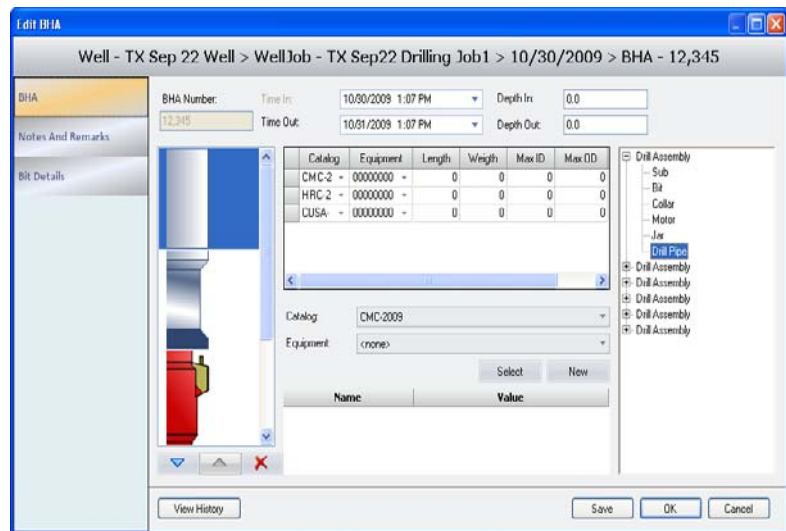 Edit BHA
Well - TX Sep 22 Well > WellJob - TX Sep22 Drilling Job1 > 10/30/2009 > BHA - 12,345
BHA
Notes And Remarks
Bit Details
BHA Number: Time In: 10/30/2009 1:07 PM Depth In: 0.0
12,345 Time Out: 10/31/2009 1:07 PM Depth Out: 0.0
Catalog Equipment Length Weigth Max ID Max OD
CMC-2 00000000 0 0 0 0
HRC-2 00000000 0 0 0 0
CUSA- 00000000 0 0 0 0
Catalog: CMC-2009
Equipment: <none>
Select New
Name Value
Drill Assembly
Sub
Bit
Collar
Motor
Jar
Drill Pipe
Drill Assembly
Drill Assembly
Drill Assembly
Drill Assembly
Drill Assembly
View History Save OK Cancel